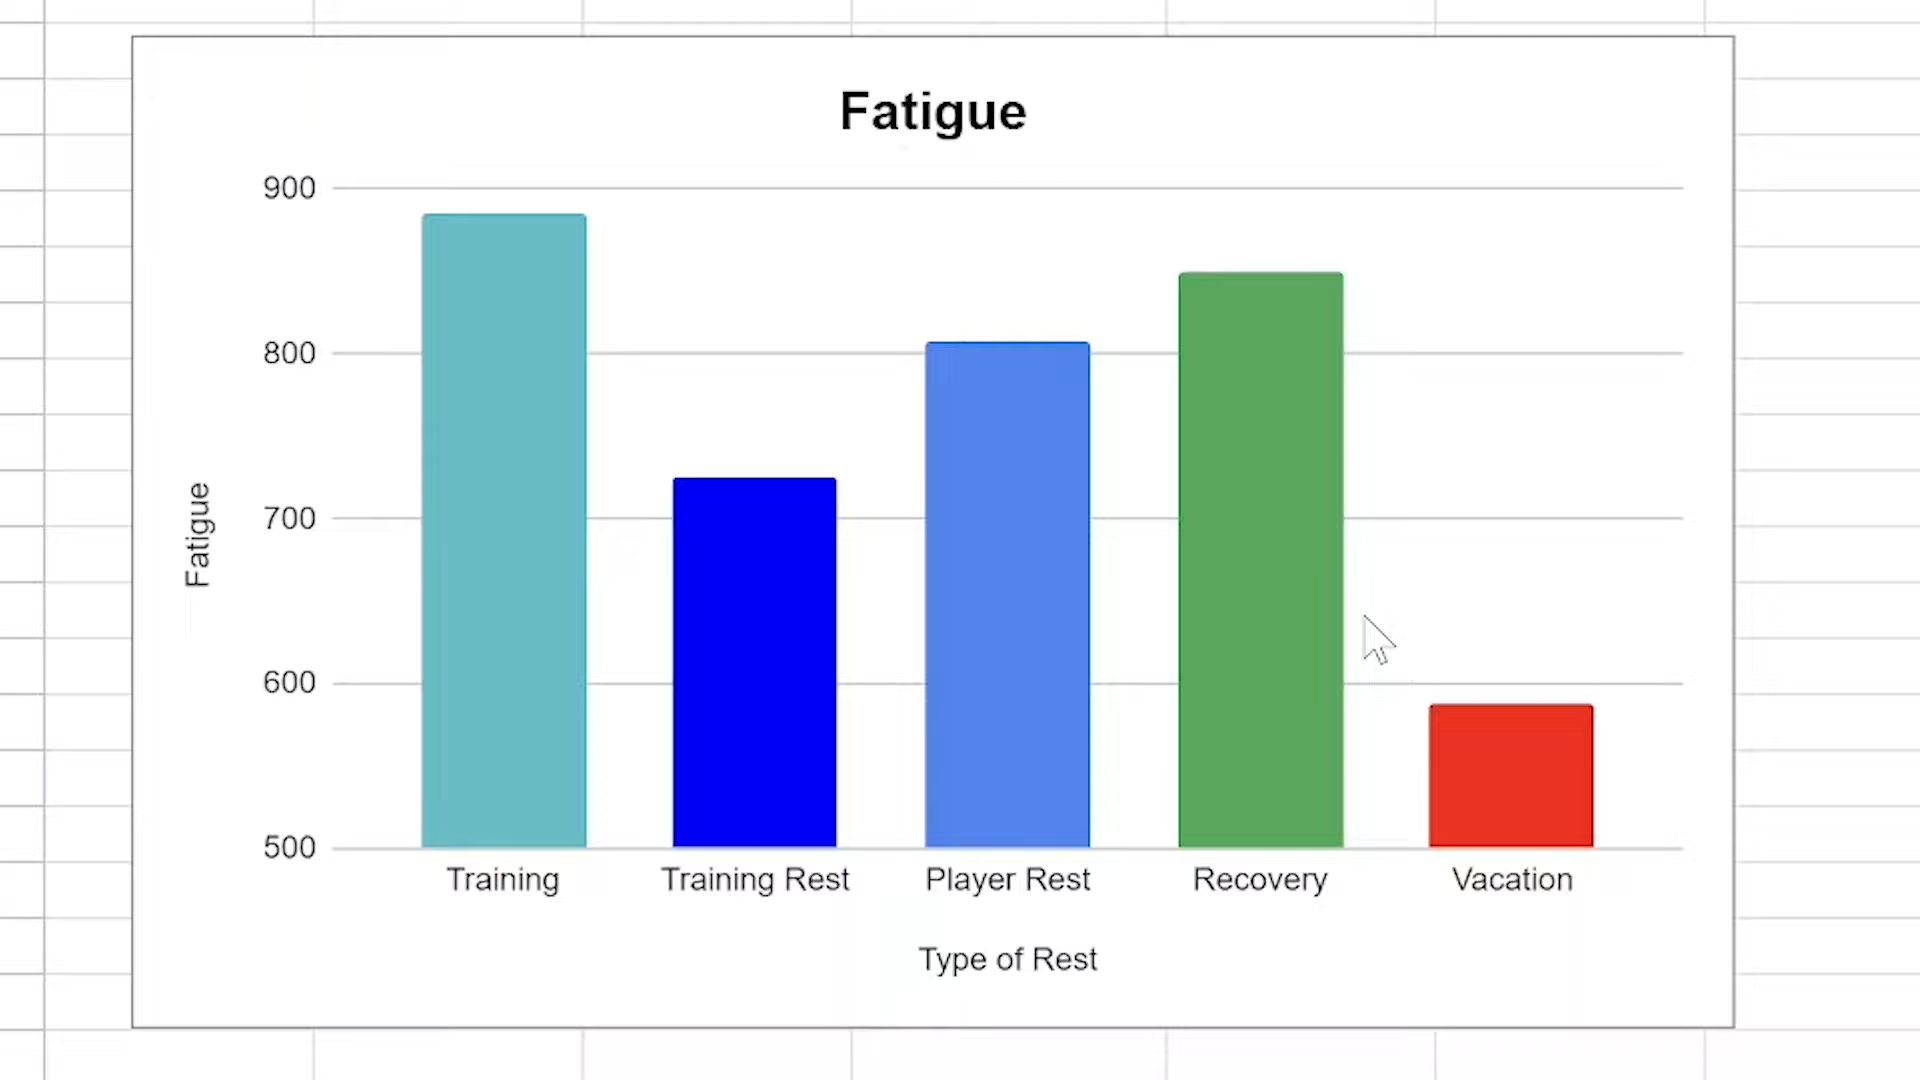 Fatigue
900
800
700
600
500
Fatigue
Training
Training Rest
Player Rest
Recovery
Vacation
Type of Rest